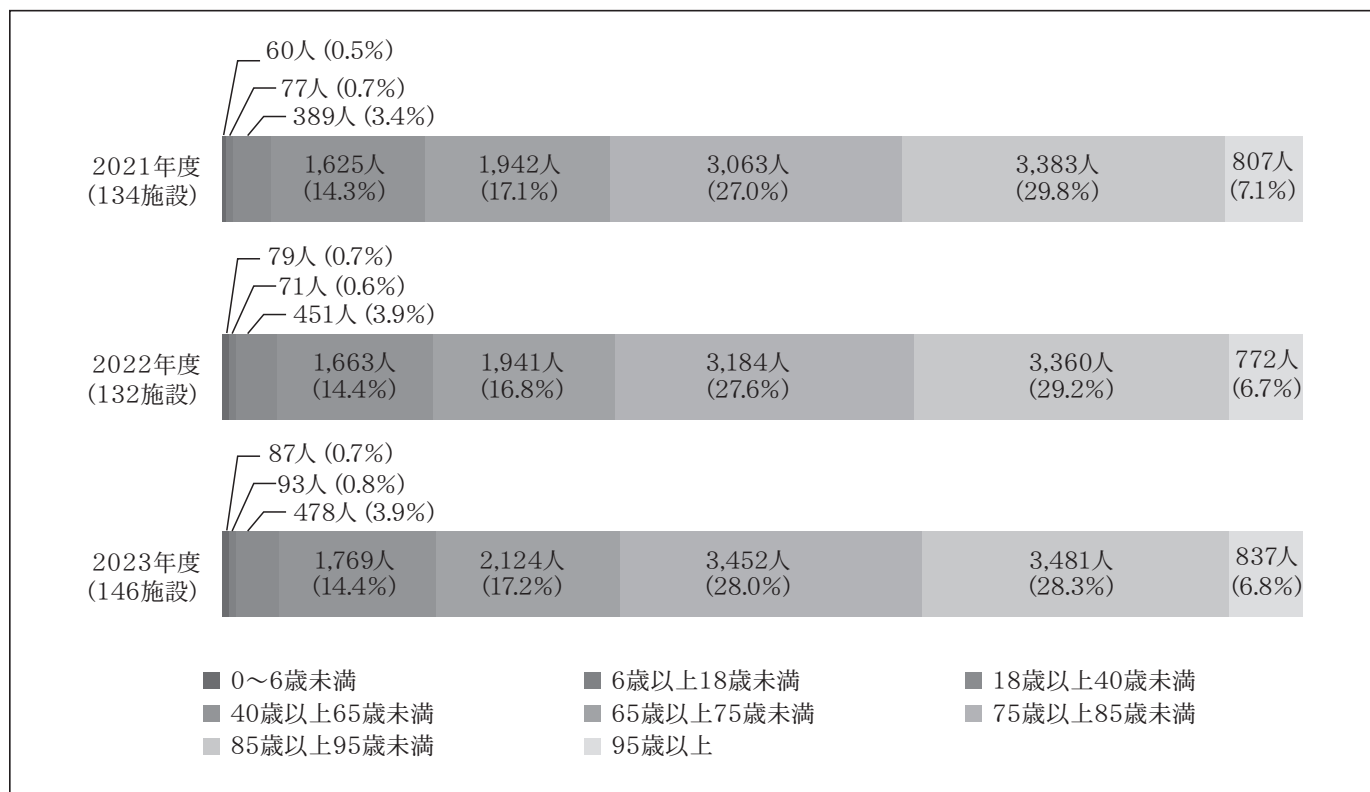 60人 (0.5%)
77人 (0.7%)
389人 (3.4%)
2021年度
(134施設)
1,625人
(14.3%)
1,942人
(17.1%)
3,063人
(27.0%)
3,383人
(29.8%)
807人
(7.1%)
79人 (0.7%)
71人 (0.6%)
451人 (3.9%)
2022年度
(132施設)
1,663人
(14.4%)
1,941人
(16.8%)
3,184人
(27.6%)
3,360人
(29.2%)
772人
(6.7%)
87人 (0.7%)
93人 (0.8%)
478人 (3.9%)
2023年度
(146施設)
1,769人
(14.4%)
2,124人
(17.2%)
3,452人
(28.0%)
3,481人
(28.3%)
837人
(6.8%)
0～6歳未満
6歳以上18歳未満
18歳以上40歳未満
40歳以上65歳未満
65歳以上75歳未満
75歳以上85歳未満
85歳以上95歳未満
95歳以上